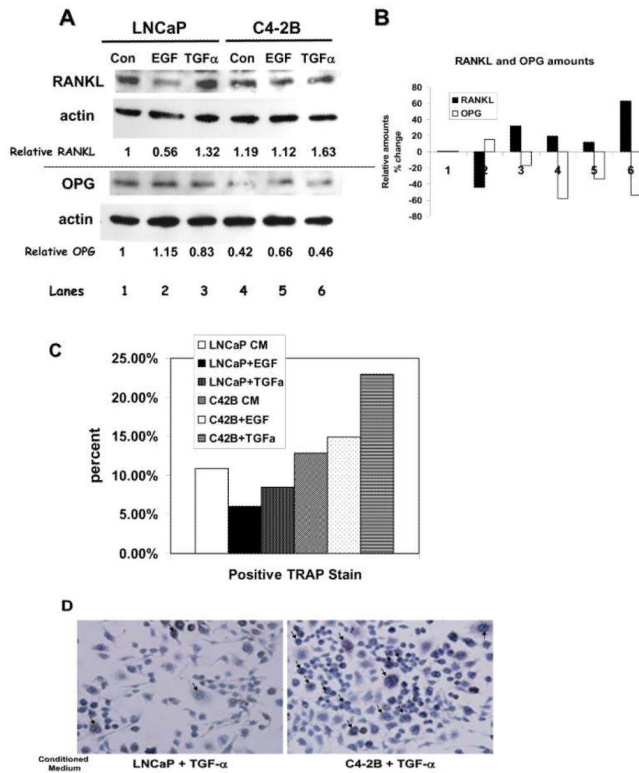 A
LNCaP C4-2B
Con EGF TGFα Con EGF TGFα
RANKL
actin
Relative RANKL 1 0.56 1.32 1.19 1.12 1.63
OPG
actin
Relative OPG 1 1.15 0.83 0.42 0.66 0.46
Lanes 1 2 3 4 5 6
B
RANKL and OPG amounts
RANKL
OPG
Relative amounts
% change
80
60
40
20
0
-20
-40
-60
-80
1 2 3 4 5 6
C
LNCaP CM
LNCaP+EGF
LNCaP+TGFa
C42B CM
C42B+EGF
C42B+TGFa
percent
25.00%
20.00%
15.00%
10.00%
5.00%
0.00%
Positive TRAP Stain
D
Conditioned
Medium
LNCaP + TGF-α C4-2B + TGF-α